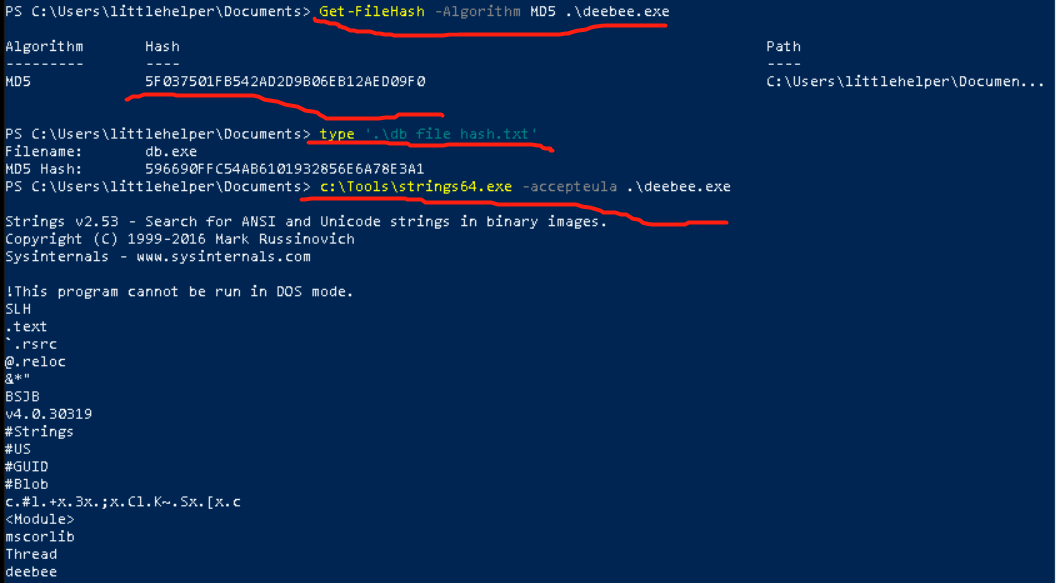 PS C:\Users\littlehelper\Documents> Get-FileHash -Algorithm MD5 .\deebee.exe
Algorithm Hash Path
--------- ---- ----
MD5 5F037501FB542AD2D9B06EB12AED09F0 C:\Users\littlehelper\Documen...
PS C:\Users\littlehelper\Documents> type '.\db file hash.txt'
Filename: db.exe
MD5 Hash: 596690FFC54AB6101932856E6A78E3A1
PS C:\Users\littlehelper\Documents> c:\Tools\strings64.exe -accepteula .\deebee.exe
Strings v2.53 - Search for ANSI and Unicode strings in binary images.
Copyright (C) 1999-2016 Mark Russinovich
Sysinternals - www.sysinternals.com
!This program cannot be run in DOS mode.
SLH
.text
`.rsrc
@.reloc
&*"
BSJB
v4.0.30319
#Strings
#US
#GUID
#Blob
c.#l.+x.3x.;x.Cl.K~.Sx.[x.c
<Module>
mscorlib
Thread
deebee